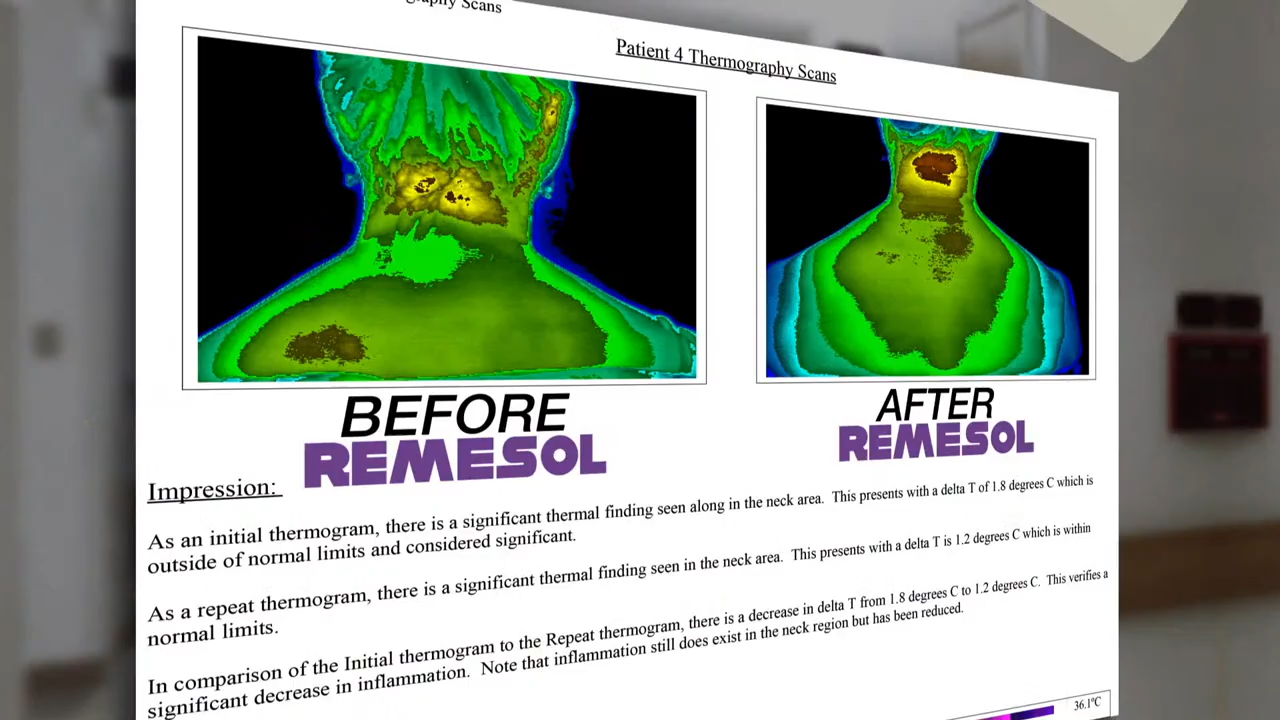 Scans
Patient 4 Thermography Scans
BEFORE
REMESOL
AFTER
REMESOL
Impression:
As an initial thermogram, there is a significant thermal finding seen along in the neck area. This presents with a delta T of 1.8 degrees C which is
outside of normal limits and considered significant.
As a repeat thermogram, there is a significant thermal finding seen in the neck area. This presents with a delta T is 1.2 degrees C which is within
normal limits.
In comparison of the Initial thermogram to the Repeat thermogram, there is a decrease in delta T from 1.8 degrees C to 1.2 degrees C. This verifies a
significant decrease in inflammation. Note that inflammation still does exist in the neck region but has been reduced.
36.1°C